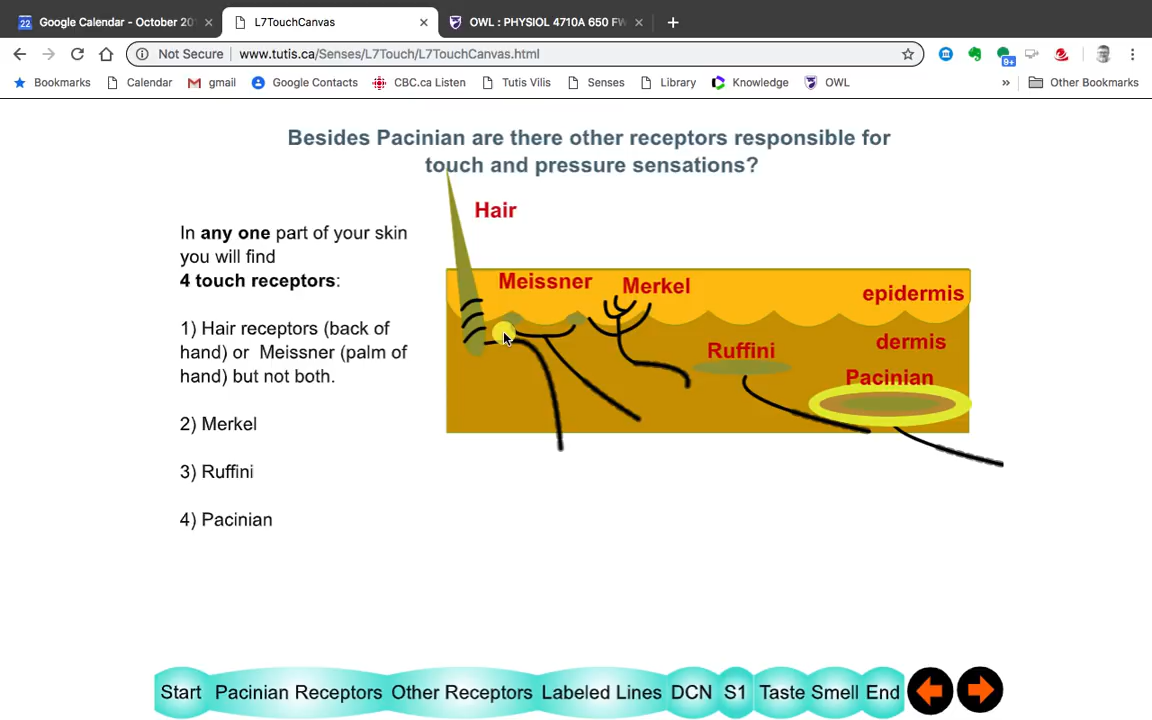 22 Google Calendar - October 20
L7TouchCanvas
OWL : PHYSIOL 4710A 650 FW
Not Secure
www.tutis.ca/Senses/L7Touch/L7TouchCanvas.html
9+
Bookmarks
Calendar
gmail
Google Contacts
CBC.ca Listen
Tutis Vilis
Senses
Library
Knowledge
OWL
»
Other Bookmarks
Besides Pacinian are there other receptors responsible for
touch and pressure sensations?
In any one part of your skin
you will find
4 touch receptors:
1) Hair receptors (back of
hand) or Meissner (palm of
hand) but not both.
2) Merkel
3) Ruffini
4) Pacinian
Hair
Meissner
Merkel
epidermis
dermis
Ruffini
Pacinian
Start
Pacinian Receptors
Other Receptors
Labeled Lines
DCN
S1
Taste
Smell
End